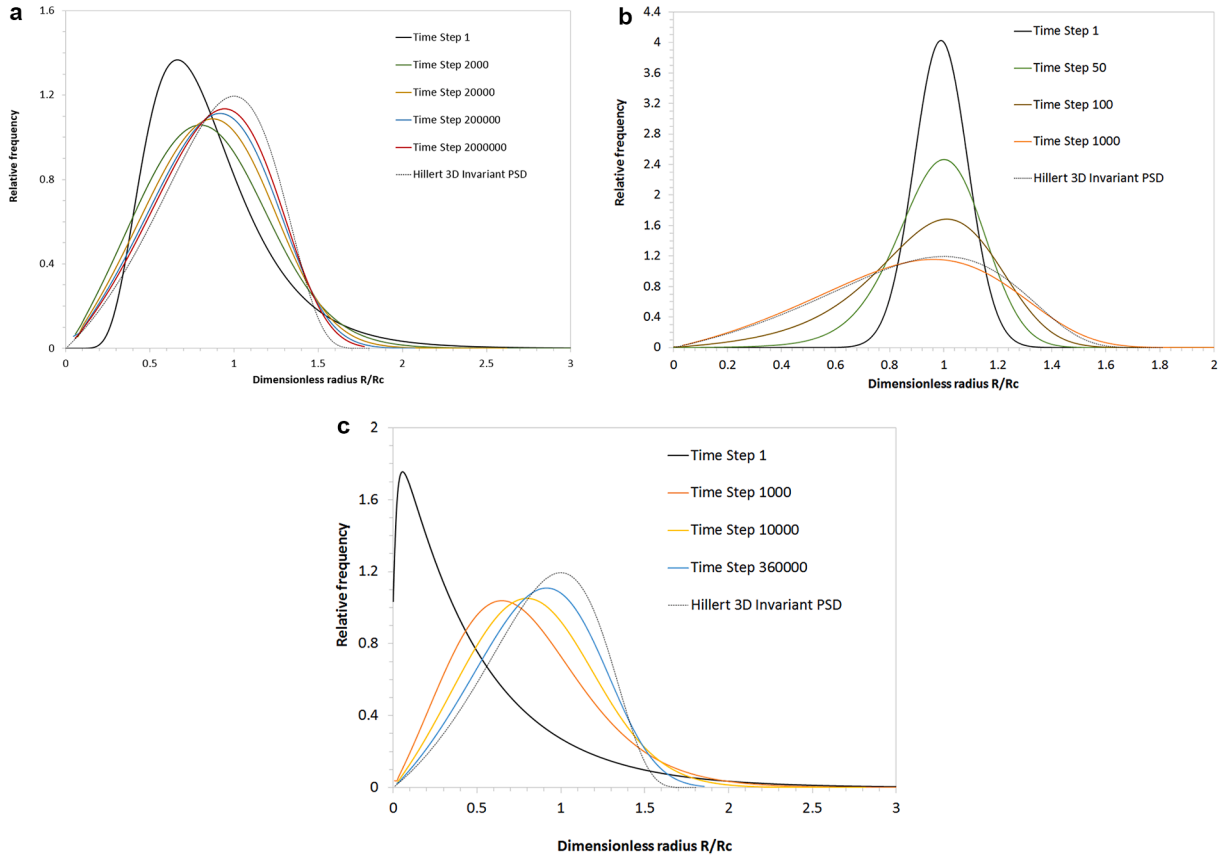 a
1.6
1.2
0.8
0.4
0
0 0.5 1 1.5 2 2.5 3
Relative frequency
Dimensionless radius R/Rc
Time Step 1
Time Step 2000
Time Step 20000
Time Step 200000
Time Step 2000000
Hillert 3D Invariant PSD
b
4.4
4
3.6
3.2
2.8
2.4
2
1.6
1.2
0.8
0.4
0
0 0.2 0.4 0.6 0.8 1 1.2 1.4 1.6 1.8 2
Relative frequency
Dimensionless radius R/Rc
Time Step 1
Time Step 50
Time Step 100
Time Step 1000
Hillert 3D Invariant PSD
c
2
1.6
1.2
0.8
0.4
0
0 0.5 1 1.5 2 2.5 3
Relative frequency
Dimensionless radius R/Rc
Time Step 1
Time Step 1000
Time Step 10000
Time Step 360000
Hillert 3D Invariant PSD